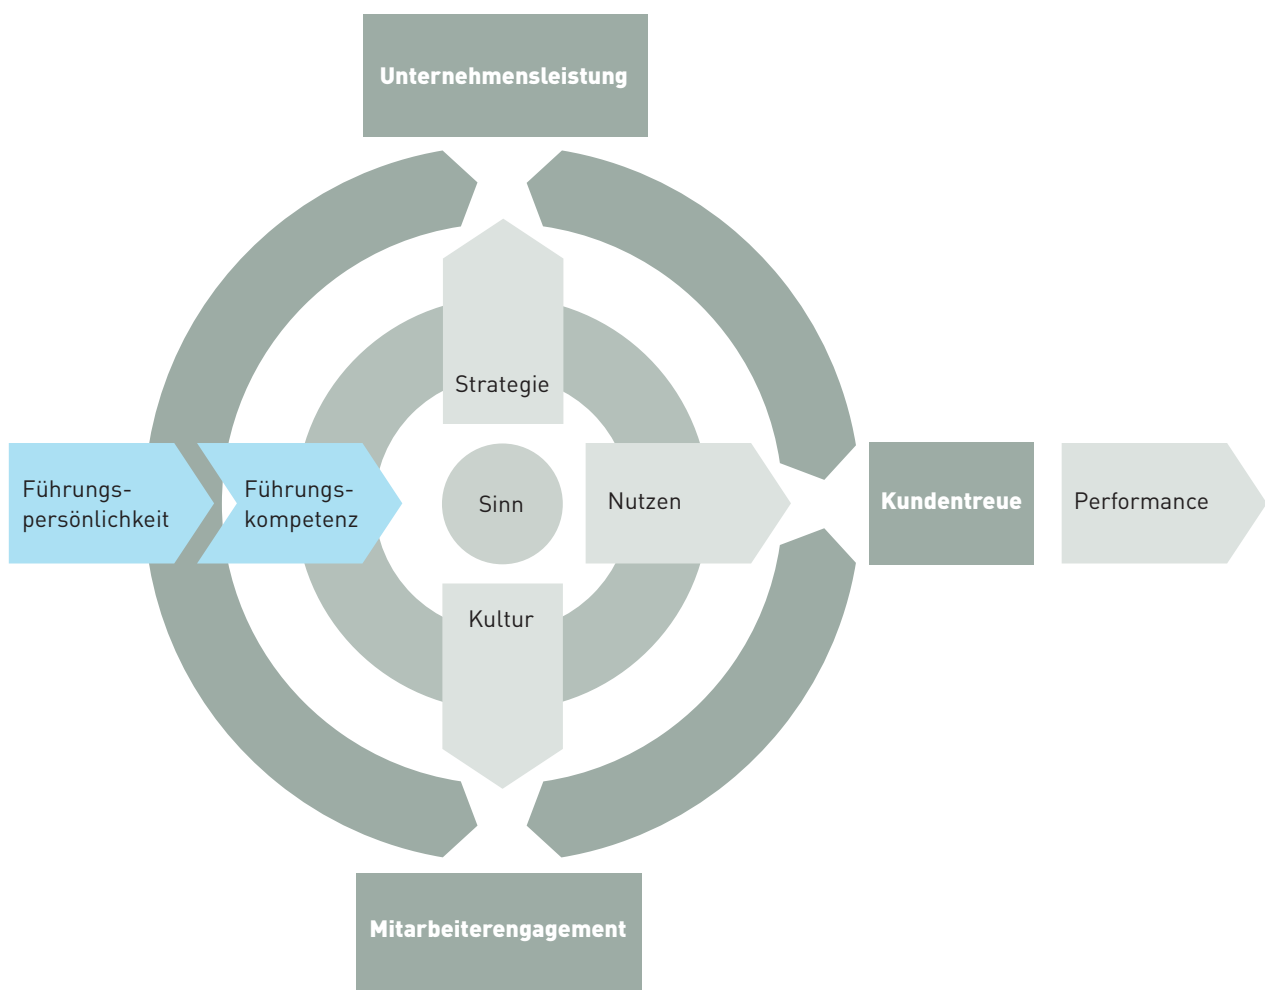 Unternehmensleistung
Strategie
Führungs-
persönlichkeit
Führungs-
kompetenz
Sinn
Nutzen
Kundentreue
Performance
Kultur
Mitarbeiterengagement